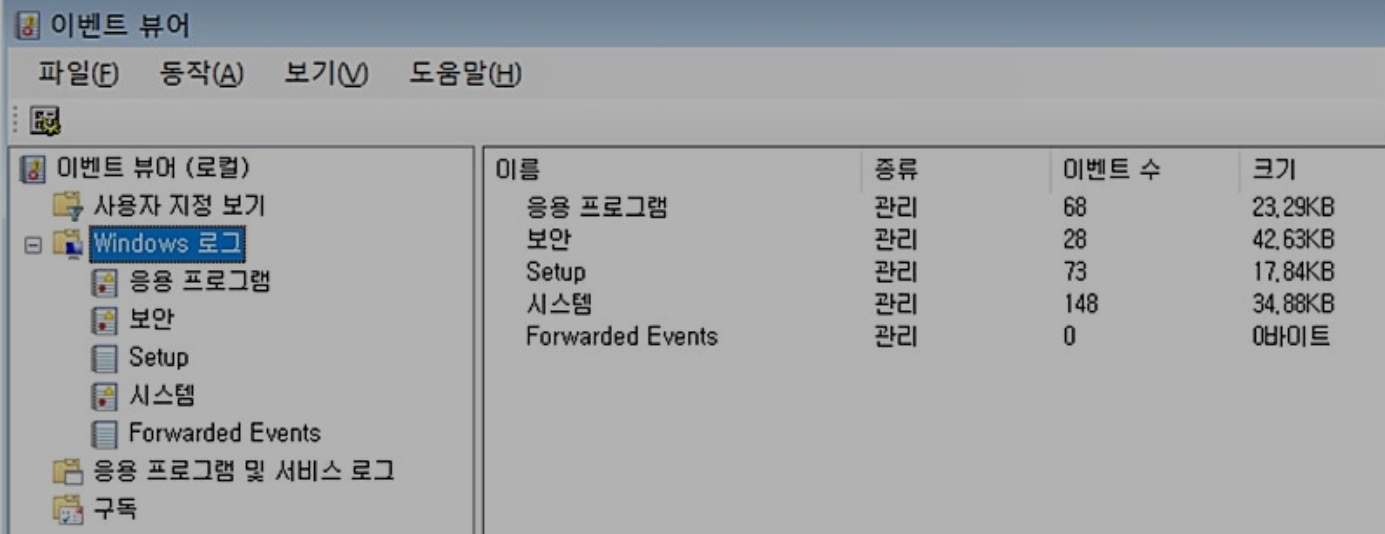 이벤트 뷰어
파일(F) 동작(A) 보기(V) 도움말(H)
이벤트 뷰어 (로컬)
사용자 지정 보기
Windows 로그
응용 프로그램
보안
Setup
시스템
Forwarded Events
응용 프로그램 및 서비스 로그
구독
이름 종류 이벤트 수 크기
응용 프로그램 관리 68 23,29KB
보안 관리 28 42,63KB
Setup 관리 73 17,84KB
시스템 관리 148 34,88KB
Forwarded Events 관리 0 0바이트